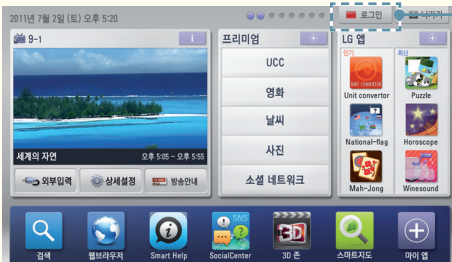 2011년 7월 2일 (토) 오후 5:20
로그인
나가기
9-1
세계의 자연
오후 5:05 ~ 오후 5:55
외부입력
상세설정
방송안내
프리미엄
UCC
영화
날씨
사진
소셜 네트워크
LG 앱
인기
최신
UNIT CONVERTOR
Unit convertor
Puzzle
National-flag
Horoscope
Mah-Jong
Winesound
검색
웹브라우저
Smart Help
SNS
SocialCenter
3D
3D 존
스마트지도
마이 앱